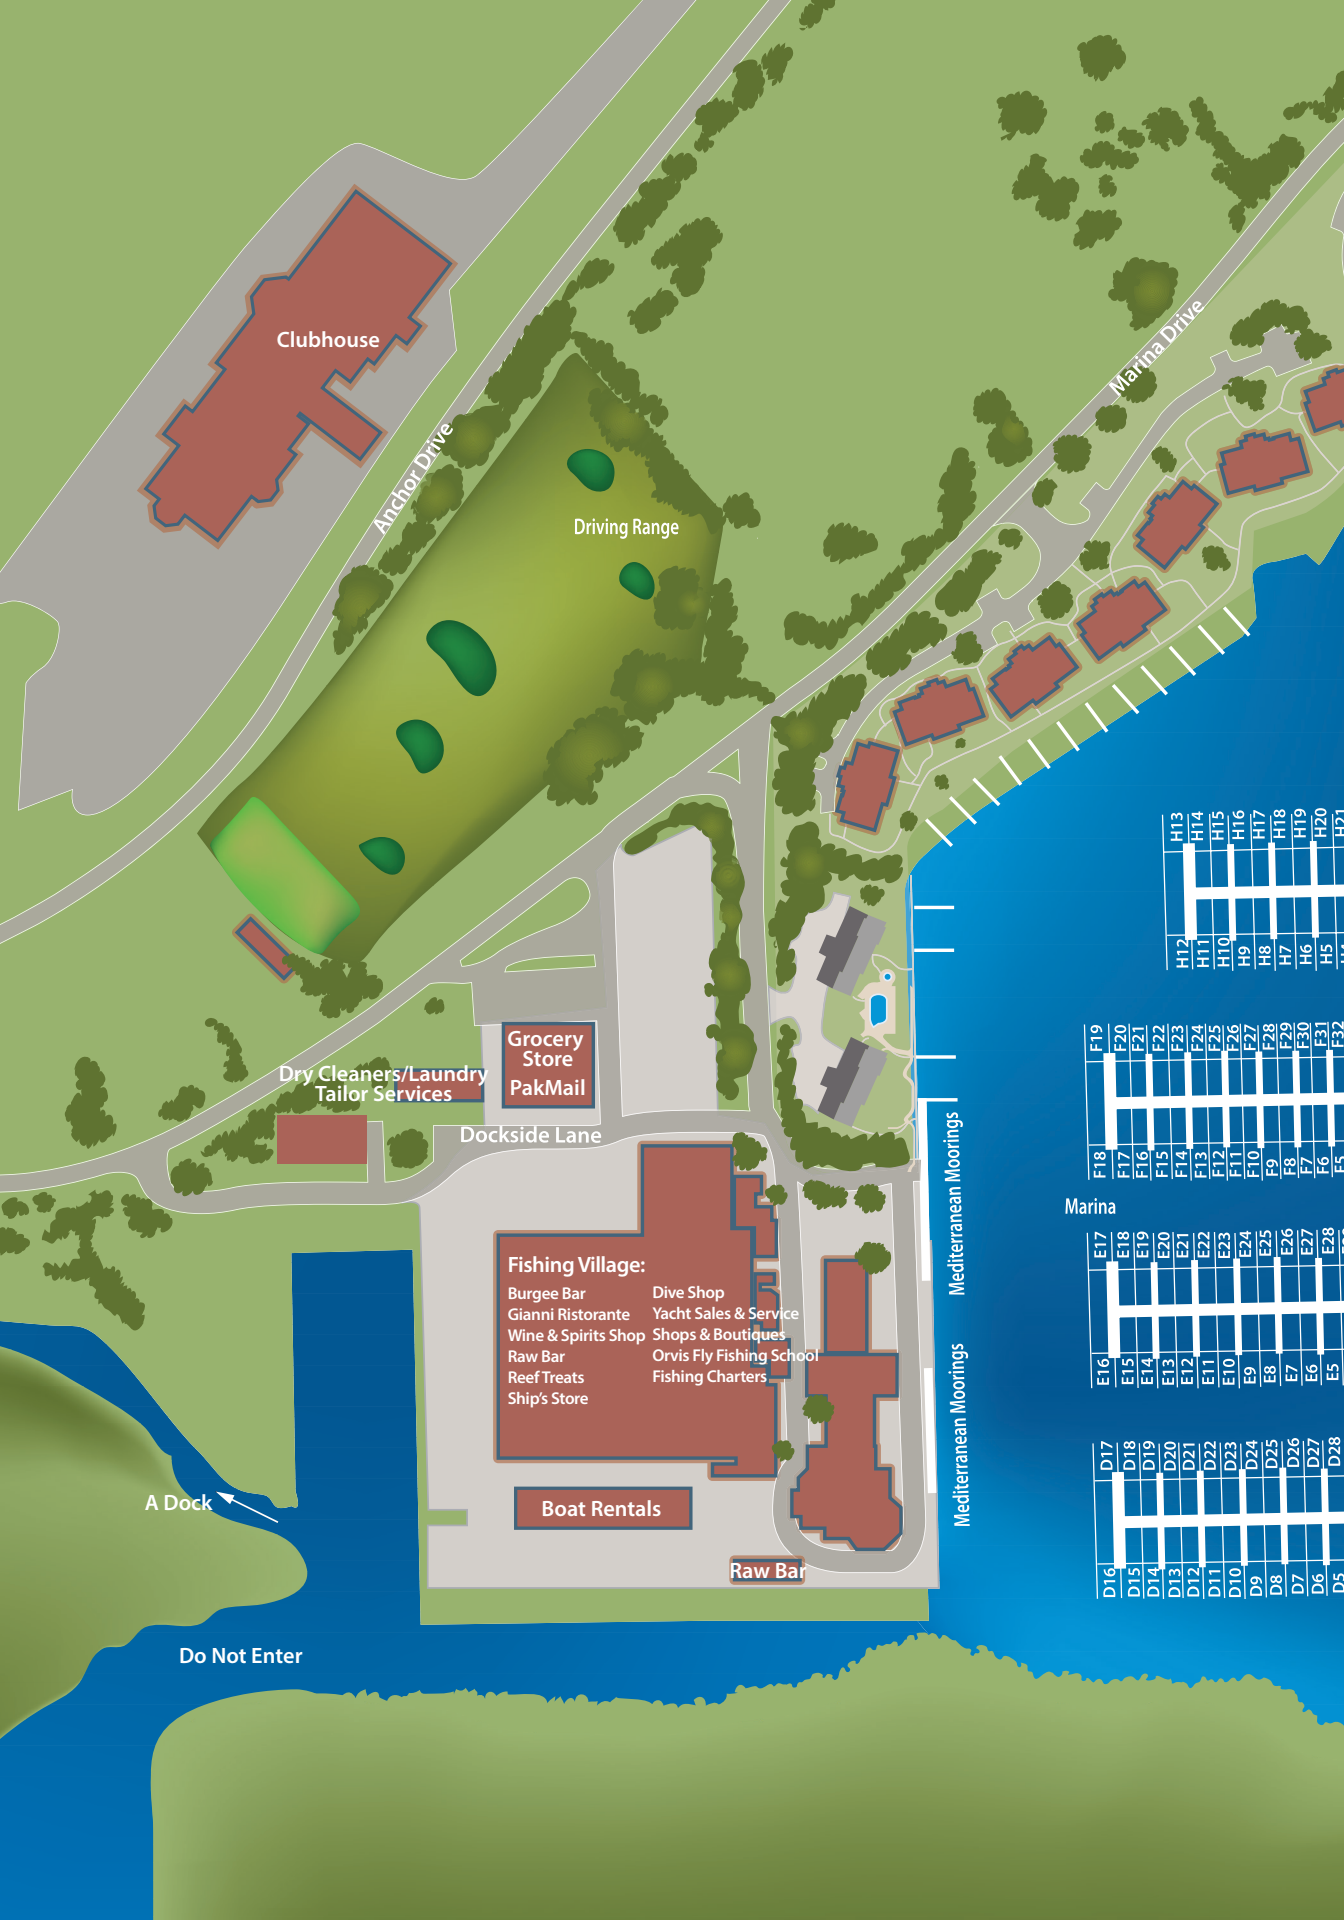 Clubhouse
Anchor Drive
Marina Drive
Driving Range
Grocery
Store
PakMail
Dry Cleaners/Laundry
Tailor Services
Dockside Lane
Fishing Village:
Burgee Bar
Gianni Ristorante
Wine & Spirits Shop
Raw Bar
Reef Treats
Ship's Store
Dive Shop
Yacht Sales & Service
Shops & Boutiques
Orvis Fly Fishing School
Fishing Charters
Boat Rentals
Raw Bar
A Dock
Do Not Enter
Mediterranean Moorings
Mediterranean Moorings
Marina
H13 H14 H15 H16 H17 H18 H19 H20 H21
H12 H11 H10 H9 H8 H7 H6 H5
F19 F20 F21 F22 F23 F24 F25 F26 F27 F28 F29 F30 F31 F32
F18 F17 F16 F15 F14 F13 F12 F11 F10 F9 F8 F7 F6 F5
E17 E18 E19 E20 E21 E22 E23 E24 E25 E26 E27 E28
E16 E15 E14 E13 E12 E11 E10 E9 E8 E7 E6 E5
D17 D18 D19 D20 D21 D22 D23 D24 D25 D26 D27 D28
D16 D15 D14 D13 D12 D11 D10 D9 D8 D7 D6 D5